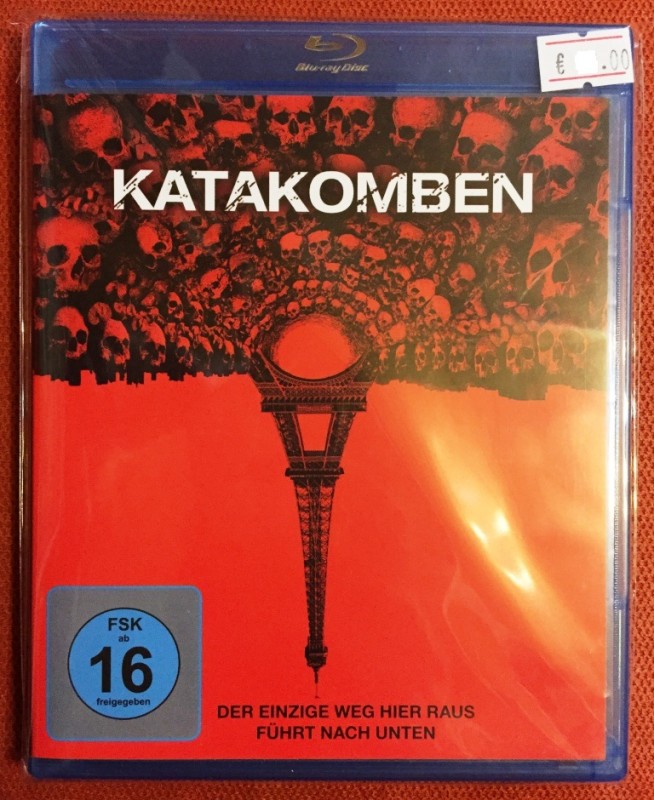 Blu-ray Disc
€ .00
KATAKOMBEN
FSK
ab
16
freigegeben
DER EINZIGE WEG HIER RAUS
FÜHRT NACH UNTEN